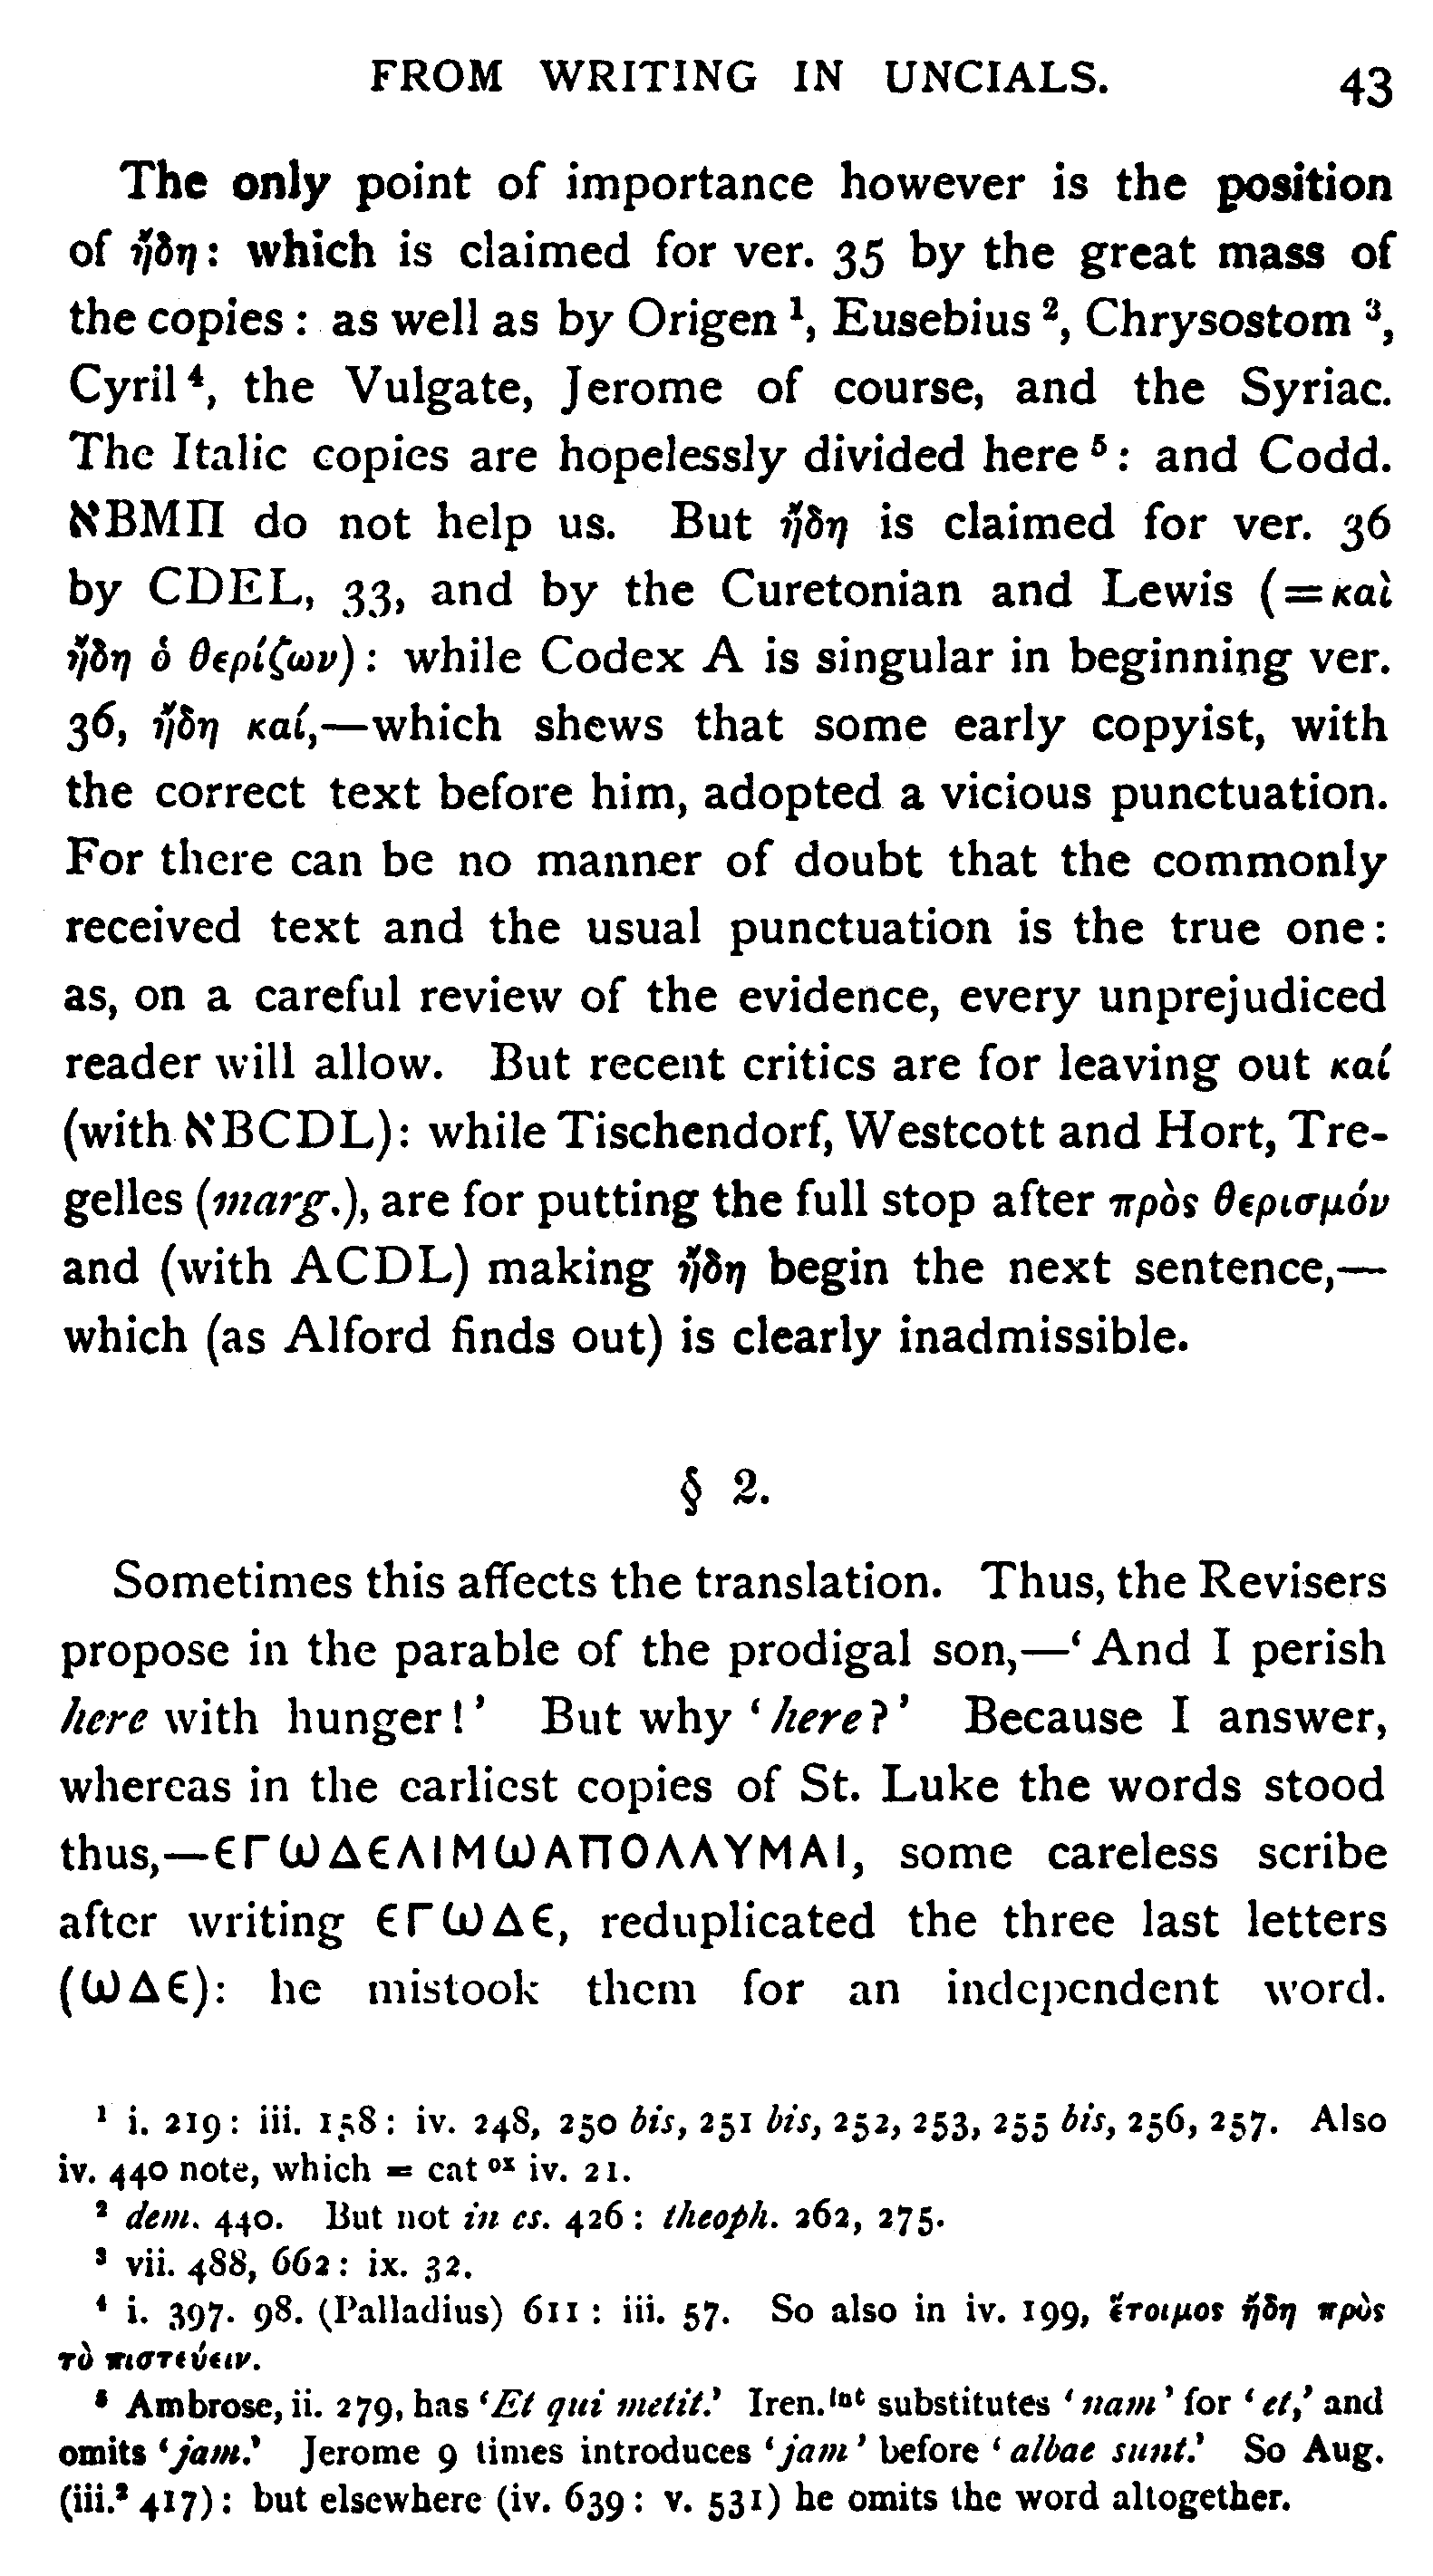 FROM WRITING IN UNCIALS. 43
The only point of importance however is the position
of ἤδη: which is claimed for ver. 35 by the great mass of
the copies: as well as by Origen ¹, Eusebius ², Chrysostom ³,
Cyril ⁴, the Vulgate, Jerome of course, and the Syriac.
The Italic copies are hopelessly divided here ⁵: and Codd.
אBMΠ do not help us. But ἤδη is claimed for ver. 36
by CDEL, 33, and by the Curetonian and Lewis (=καὶ
ἤδη ὁ θερίζων): while Codex A is singular in beginning ver.
36, ἤδη καί,—which shews that some early copyist, with
the correct text before him, adopted a vicious punctuation.
For there can be no manner of doubt that the commonly
received text and the usual punctuation is the true one:
as, on a careful review of the evidence, every unprejudiced
reader will allow. But recent critics are for leaving out καί
(with אBCDL): while Tischendorf, Westcott and Hort, Tre-
gelles (marg.), are for putting the full stop after πρὸς θερισμόν
and (with ACDL) making ἤδη begin the next sentence,—
which (as Alford finds out) is clearly inadmissible.
§ 2.
Sometimes this affects the translation. Thus, the Revisers
propose in the parable of the prodigal son,—‘And I perish
here with hunger!’ But why ‘here?’ Because I answer,
whereas in the earliest copies of St. Luke the words stood
thus,—ЄΓωΔЄΛΙΜωΑΠΟΛΛΥΜΑΙ, some careless scribe
after writing ЄΓωΔЄ, reduplicated the three last letters
(ωΔЄ): he mistook them for an independent word.
¹ i. 219: iii. 158: iv. 248, 250 bis, 251 bis, 252, 253, 255 bis, 256, 257. Also
iv. 440 note, which = cat ᵒˣ iv. 21.
² dem. 440. But not in cs. 426: theoph. 262, 275.
³ vii. 488, 662: ix. 32.
⁴ i. 397. 98. (Palladius) 611: iii. 57. So also in iv. 199, ἕτοιμος ἤδη πρὸς
τὸ πιστεύειν.
⁵ Ambrose, ii. 279, has ‘Et qui metit.’ Iren.ⁱⁿᵗ substitutes ‘nam’ for ‘et,’ and
omits ‘jam.’ Jerome 9 times introduces ‘jam’ before ‘albae sunt.’ So Aug.
(iii.² 417): but elsewhere (iv. 639: v. 531) he omits the word altogether.